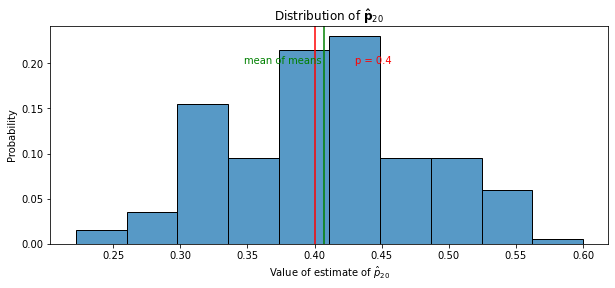 Distribution of p̂₂₀
0.20
0.15
0.10
0.05
0.00
Probability
mean of means
p = 0.4
0.25 0.30 0.35 0.40 0.45 0.50 0.55 0.60
Value of estimate of p̂₂₀